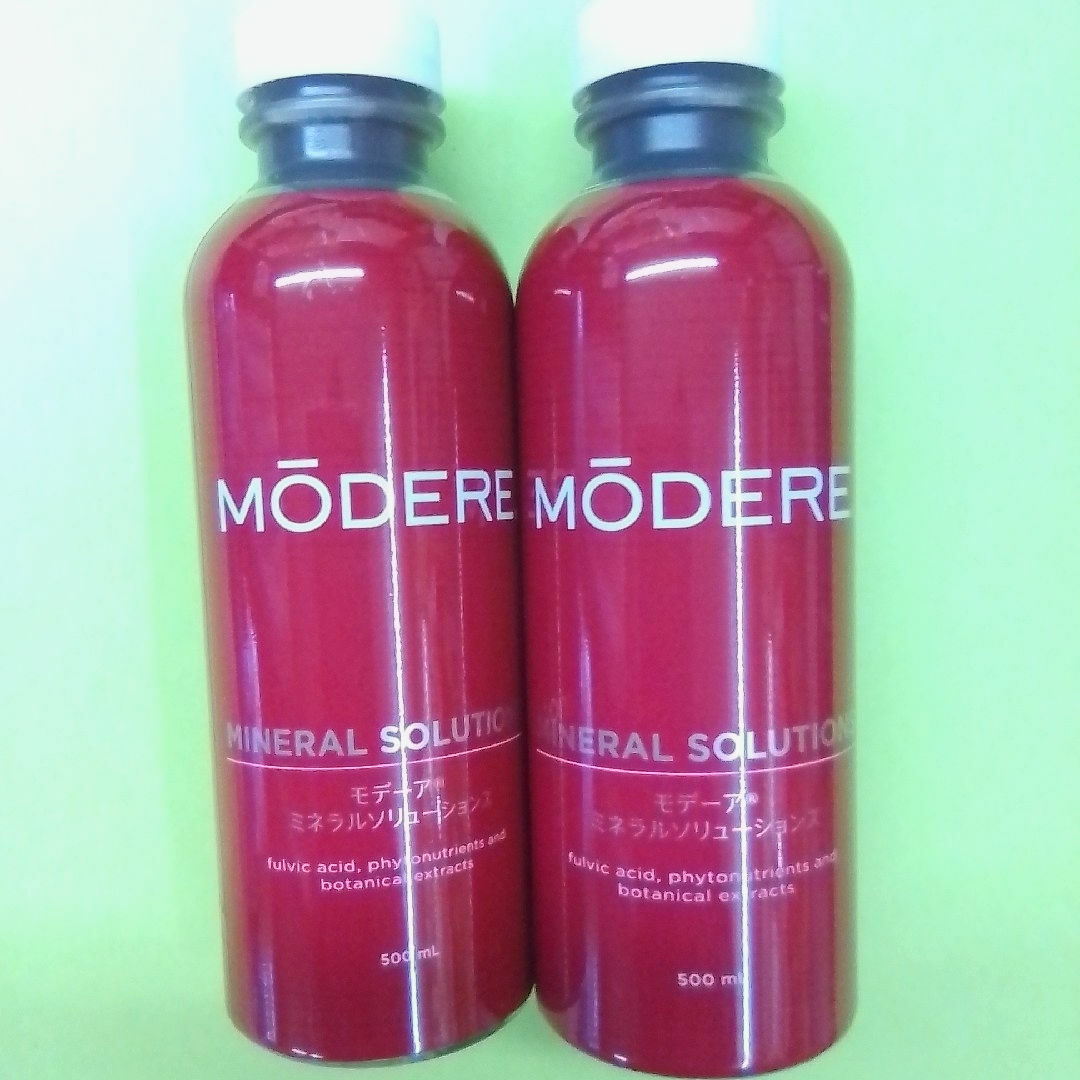 MŌDERE
MINERAL SOLUTION
モデーア®
ミネラルソリューションズ
fulvic acid, phytonutrients and
botanical extracts
500 mL
MŌDERE
MINERAL SOLUTIONS
モデーア®
ミネラルソリューションズ
fulvic acid, phytonutrients and
botanical extracts
500 mL